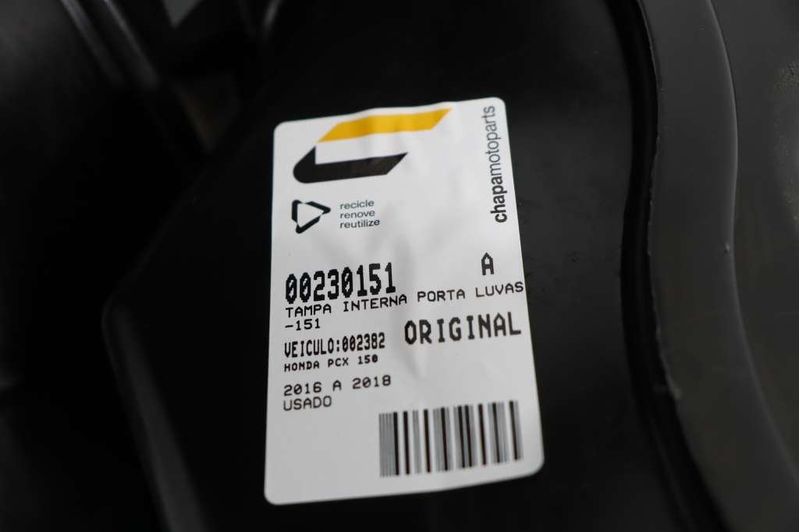 chapamotoparts
recicle
renove
reutilize
00230151 A
TAMPA INTERNA PORTA LUVAS
-151
VEICULO:002382 ORIGINAL
HONDA PCX 150
2016 A 2018
USADO